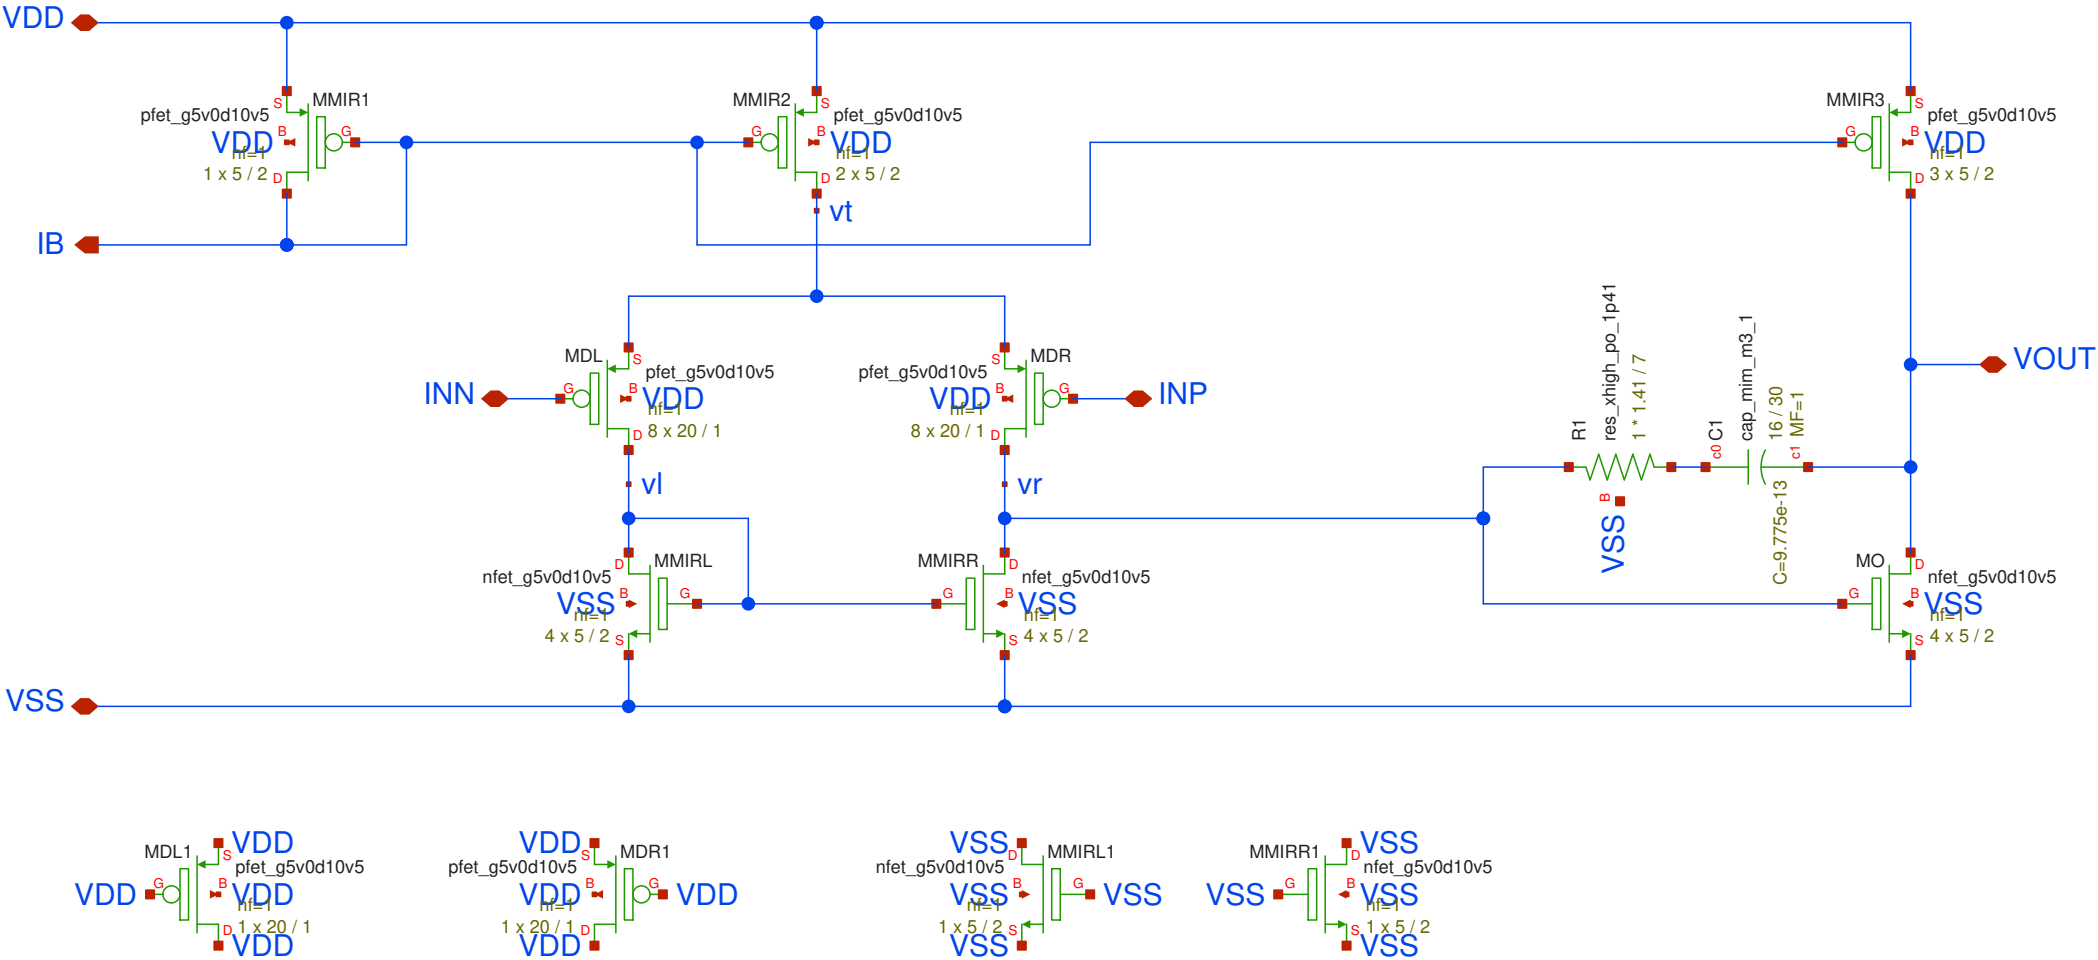 VDD
MMIR1
pfet_g5v0d10v5
S
B
G
D
VDD
nf=1
1 x 5 / 2
MMIR2
pfet_g5v0d10v5
S
G
B
D
VDD
nf=1
2 x 5 / 2
MMIR3
pfet_g5v0d10v5
S
G
B
D
VDD
nf=1
3 x 5 / 2
IB
vt
MDL
pfet_g5v0d10v5
S
G
B
D
INN
VDD
nf=1
8 x 20 / 1
MDR
pfet_g5v0d10v5
S
B
G
D
VDD
INP
nf=1
8 x 20 / 1
VOUT
R1
res_xhigh_po_1p41
1 * 1.41 / 7
B
VSS
C1
c0
cap_mim_m3_1
16 / 30
MF=1
c1
C=9.775e-13
vl
vr
MMIRL
nfet_g5v0d10v5
D
B
G
S
VSS
nf=1
4 x 5 / 2
MMIRR
nfet_g5v0d10v5
D
G
B
S
VSS
nf=1
4 x 5 / 2
MO
nfet_g5v0d10v5
D
G
B
S
VSS
nf=1
4 x 5 / 2
VSS
MDL1
VDD
S
pfet_g5v0d10v5
VDD
G
B
VDD
nf=1
1 x 20 / 1
D
VDD
VDD
MDR1
S
pfet_g5v0d10v5
VDD
B
G
VDD
nf=1
1 x 20 / 1
D
VDD
VSS
MMIRL1
D
nfet_g5v0d10v5
VSS
B
G
VSS
nf=1
1 x 5 / 2
S
VSS
MMIRR1
VSS
D
nfet_g5v0d10v5
VSS
G
B
VSS
nf=1
1 x 5 / 2
S
VSS